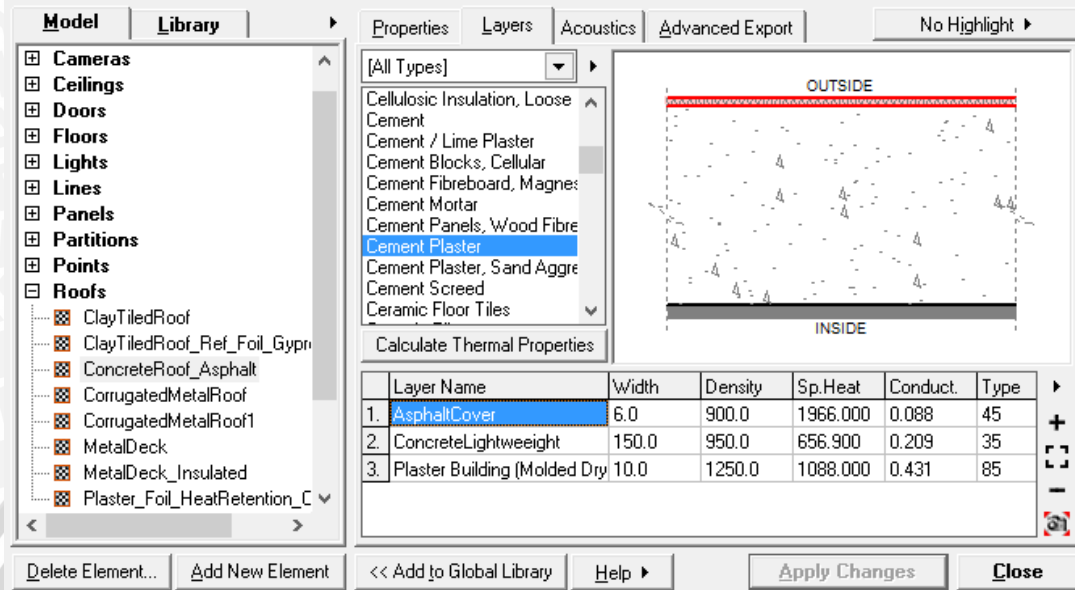 Model
Library
Cameras
Ceilings
Doors
Floors
Lights
Lines
Panels
Partitions
Points
Roofs
ClayTiledRoof
ClayTiledRoof_Ref_Foil_Gypr
ConcreteRoof_Asphalt
CorrugatedMetalRoof
CorrugatedMetalRoof1
MetalDeck
MetalDeck_Insulated
Plaster_Foil_HeatRetention_C
Delete Element...
Add New Element
Properties
Layers
Acoustics
Advanced Export
No Highlight
[All Types]
Cellulosic Insulation, Loose
Cement
Cement / Lime Plaster
Cement Blocks, Cellular
Cement Fibreboard, Magnes
Cement Mortar
Cement Panels, Wood Fibre
Cement Plaster
Cement Plaster, Sand Aggre
Cement Screed
Ceramic Floor Tiles
Calculate Thermal Properties
OUTSIDE
INSIDE
Layer Name Width Density Sp.Heat Conduct. Type
1. AsphaltCover 6.0 900.0 1966.000 0.088 45
2. ConcreteLightweeight 150.0 950.0 656.900 0.209 35
3. Plaster Building (Molded Dry 10.0 1250.0 1088.000 0.431 85
<< Add to Global Library
Help
Apply Changes
Close